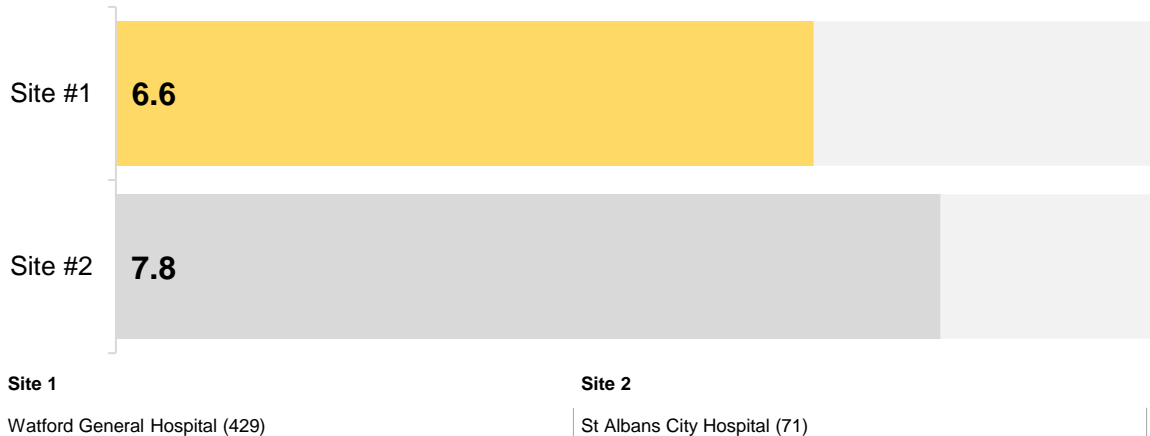 Site #1 6.6
Site #2 7.8
Site 1 Site 2
Watford General Hospital (429) St Albans City Hospital (71)